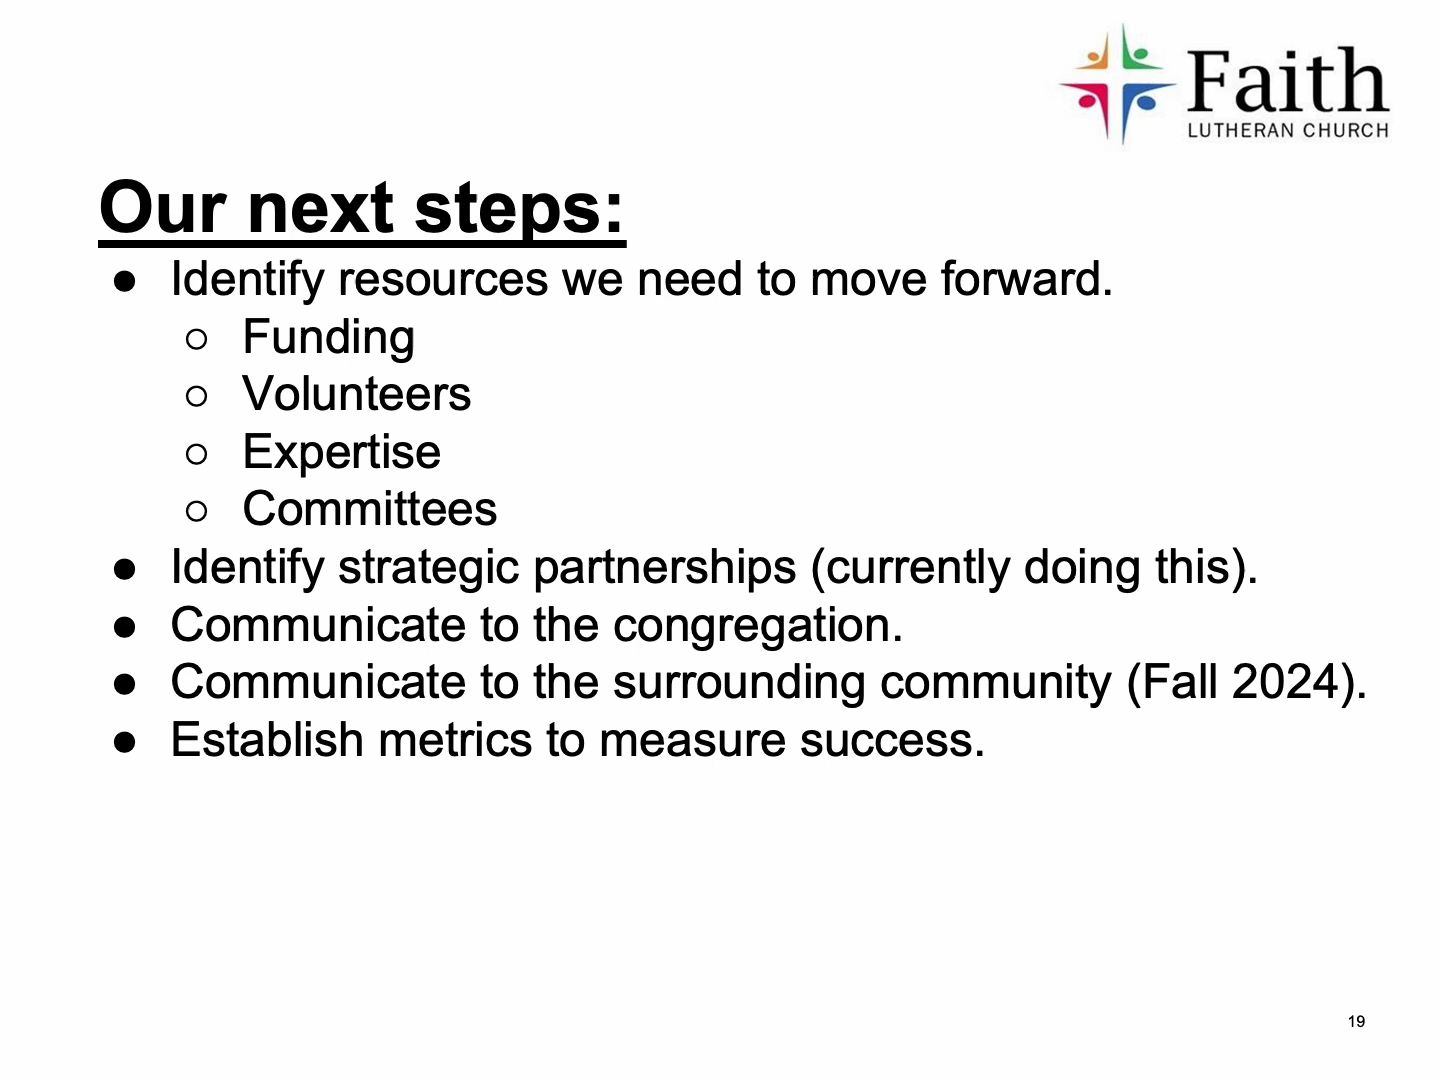 Faith
LUTHERAN CHURCH
Our next steps:
● Identify resources we need to move forward.
○ Funding
○ Volunteers
○ Expertise
○ Committees
● Identify strategic partnerships (currently doing this).
● Communicate to the congregation.
● Communicate to the surrounding community (Fall 2024).
● Establish metrics to measure success.
19